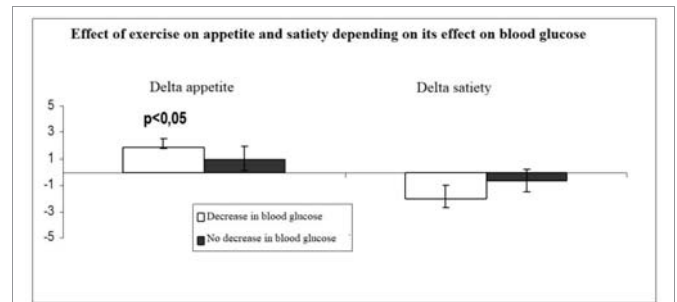 Effect of exercise on appetite and satiety depending on its effect on blood glucose
Delta appetite
Delta satiety
p<0,05
5
3
1
-1
-3
-5
Decrease in blood glucose
No decrease in blood glucose